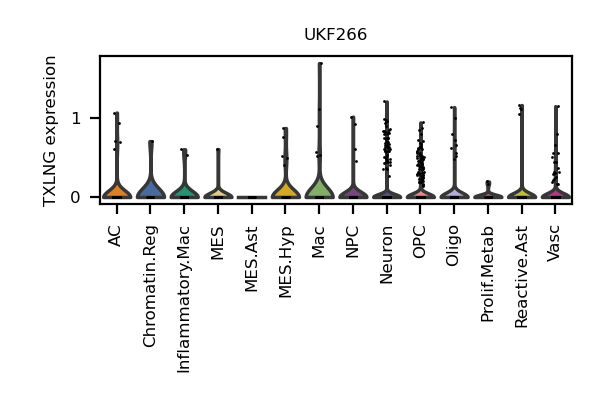 UKF266
TXLNG expression
1
0
AC
Chromatin.Reg
Inflammatory.Mac
MES
MES.Ast
MES.Hyp
Mac
NPC
Neuron
OPC
Oligo
Prolif.Metab
Reactive.Ast
Vasc